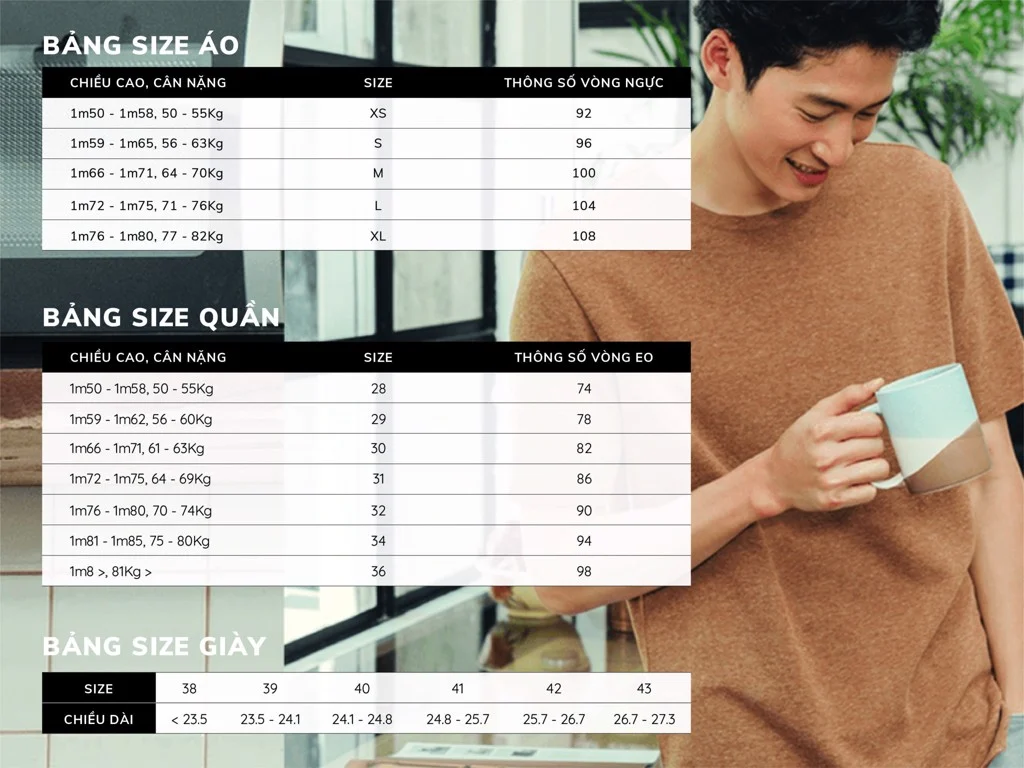 BẢNG SIZE ÁO
CHIỀU CAO, CÂN NẶNG SIZE THÔNG SỐ VÒNG NGỰC
1m50 - 1m58, 50 - 55Kg XS 92
1m59 - 1m65, 56 - 63Kg S 96
1m66 - 1m71, 64 - 70Kg M 100
1m72 - 1m75, 71 - 76Kg L 104
1m76 - 1m80, 77 - 82Kg XL 108
BẢNG SIZE QUẦN
CHIỀU CAO, CÂN NẶNG SIZE THÔNG SỐ VÒNG EO
1m50 - 1m58, 50 - 55Kg 28 74
1m59 - 1m62, 56 - 60Kg 29 78
1m66 - 1m71, 61 - 63Kg 30 82
1m72 - 1m75, 64 - 69Kg 31 86
1m76 - 1m80, 70 - 74Kg 32 90
1m81 - 1m85, 75 - 80Kg 34 94
1m8 >, 81Kg > 36 98
BẢNG SIZE GIÀY
SIZE 38 39 40 41 42 43
CHIỀU DÀI < 23.5 23.5 - 24.1 24.1 - 24.8 24.8 - 25.7 25.7 - 26.7 26.7 - 27.3